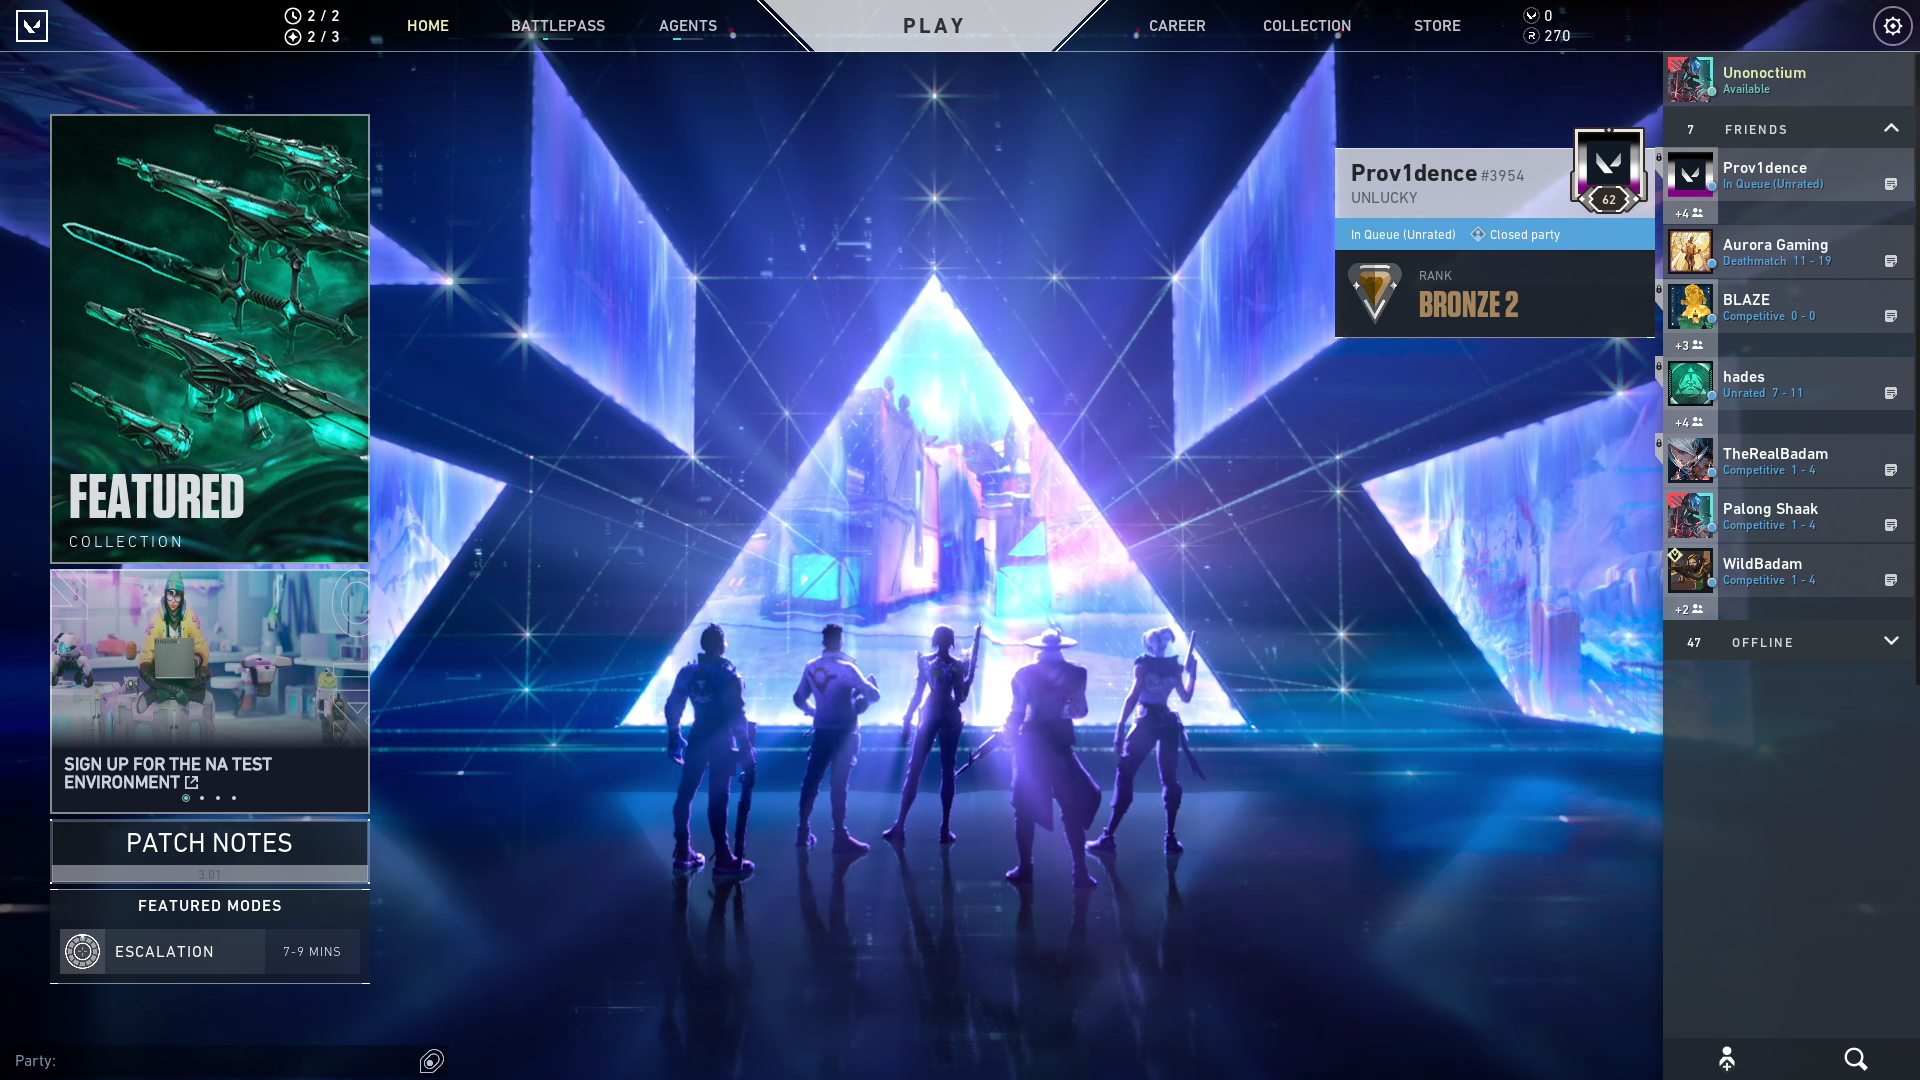 2 / 2
2 / 3
HOME
BATTLEPASS
AGENTS
PLAY
CAREER
COLLECTION
STORE
0
270
FEATURED
COLLECTION
SIGN UP FOR THE NA TEST
ENVIRONMENT
PATCH NOTES
3.01
FEATURED MODES
ESCALATION
7-9 MINS
Party:
Prov1dence #3954
UNLUCKY
62
In Queue (Unrated)
Closed party
RANK
BRONZE 2
Unonoctium
Available
7 FRIENDS
Prov1dence
In Queue (Unrated)
+4
Aurora Gaming
Deathmatch 11 - 19
BLAZE
Competitive 0 - 0
+3
hades
Unrated 7 - 11
+4
TheRealBadam
Competitive 1 - 4
Palong Shaak
Competitive 1 - 4
WildBadam
Competitive 1 - 4
+2
47 OFFLINE